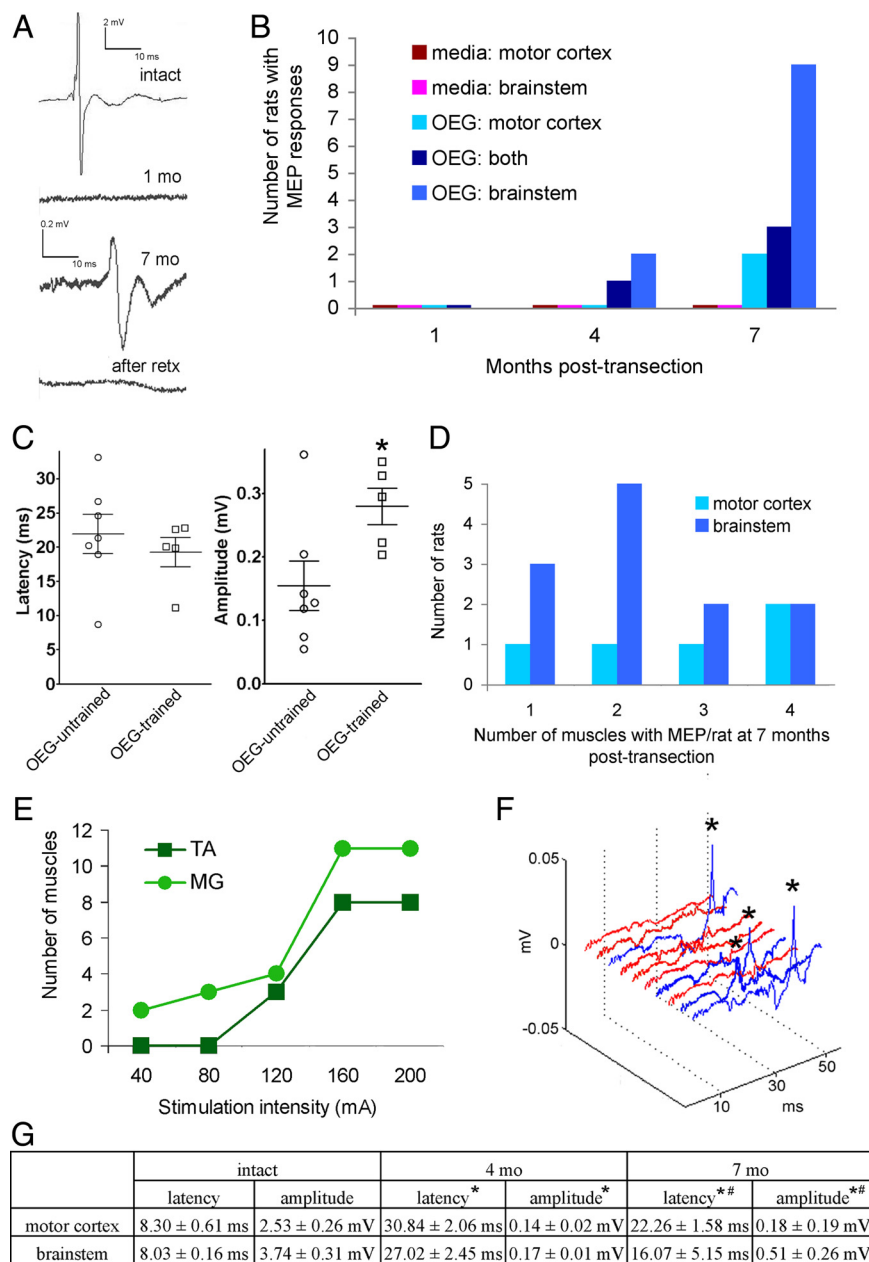 A
2 mV
10 ms
intact
1 mo
0.2 mV
10 ms
7 mo
after retx
B
Number of rats with
MEP responses
10
9
8
7
6
5
4
3
2
1
0
media: motor cortex
media: brainstem
OEG: motor cortex
OEG: both
OEG: brainstem
1 4 7
Months post-transection
C
Latency (ms)
30
25
20
15
10
5
0
OEG-untrained
OEG-trained
Amplitude (mV)
0.3
0.2
0.1
0.0
*
OEG-untrained
OEG-trained
D
Number of rats
5
4
3
2
1
0
motor cortex
brainstem
1 2 3 4
Number of muscles with MEP/rat at 7 months
post-transection
E
Number of muscles
12
10
8
6
4
2
0
TA
MG
40 80 120 160 200
Stimulation intensity (mA)
F
mV
0.05
0
-0.05
*
*
*
*
10
30
50
ms
G
intact 4 mo 7 mo
latency amplitude latency* amplitude* latency*# amplitude*#
motor cortex 8.30 ± 0.61 ms 2.53 ± 0.26 mV 30.84 ± 2.06 ms 0.14 ± 0.02 mV 22.26 ± 1.58 ms 0.18 ± 0.19 mV
brainstem 8.03 ± 0.16 ms 3.74 ± 0.31 mV 27.02 ± 2.45 ms 0.17 ± 0.01 mV 16.07 ± 5.15 ms 0.51 ± 0.26 mV